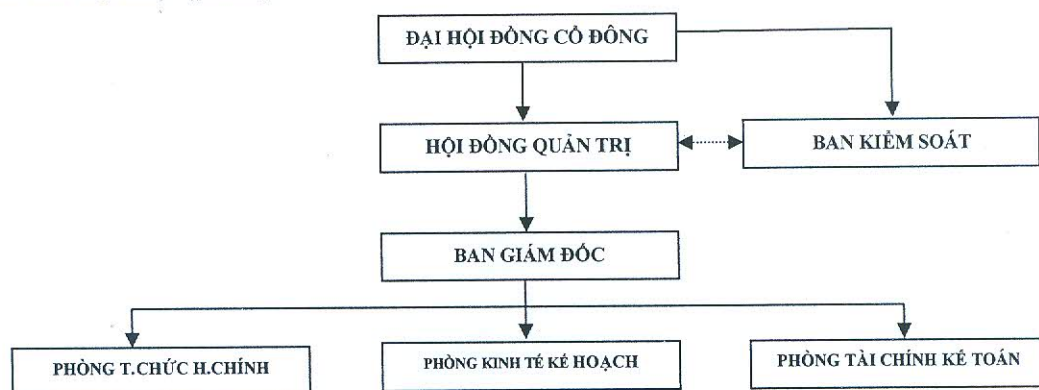 ĐẠI HỘI ĐỒNG CỔ ĐÔNG
HỘI ĐỒNG QUẢN TRỊ
BAN KIỂM SOÁT
BAN GIÁM ĐỐC
PHÒNG T.CHỨC H.CHÍNH
PHÒNG KINH TẾ KẾ HOẠCH
PHÒNG TÀI CHÍNH KẾ TOÁN